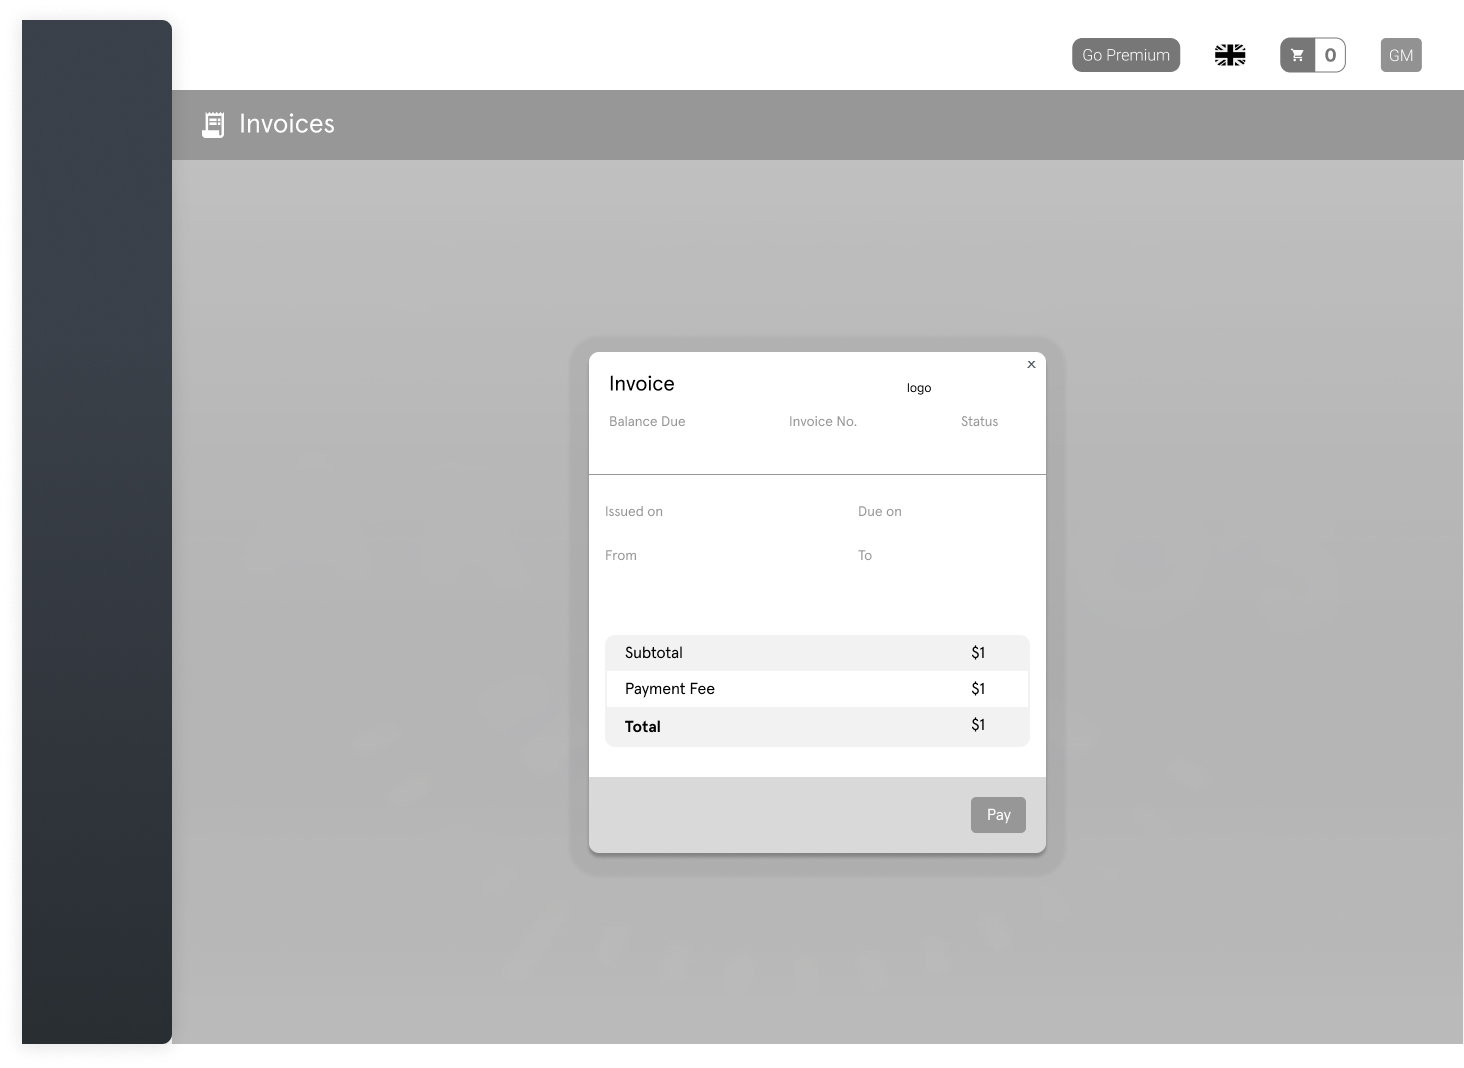 Go Premium
0
GM
Invoices
x
Invoice
logo
Balance Due Invoice No. Status
Issued on Due on
From To
Subtotal $1
Payment Fee $1
Total $1
Pay